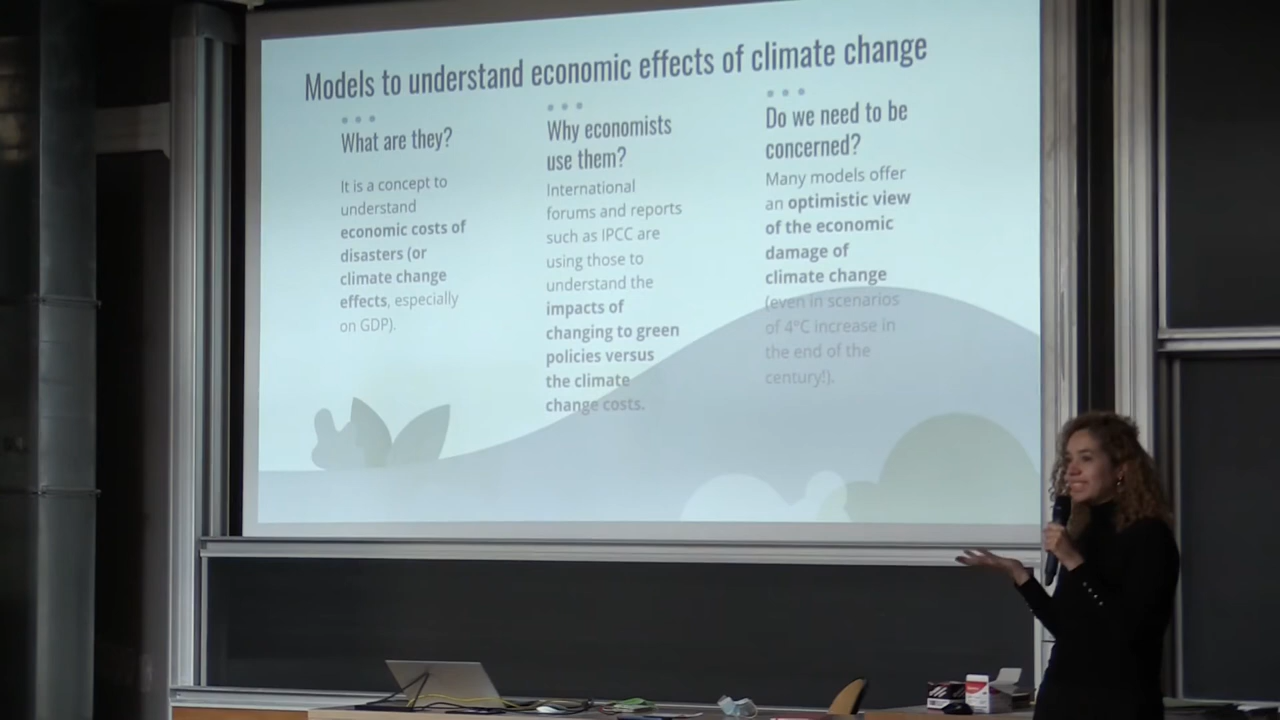 Models to understand economic effects of climate change
What are they?
It is a concept to
understand
economic costs of
disasters (or
climate change
effects, especially
on GDP).
Why economists
use them?
International
forums and reports
such as IPCC are
using those to
understand the
impacts of
changing to green
policies versus
the climate
change costs.
Do we need to be
concerned?
Many models offer
an optimistic view
of the economic
damage of
climate change
(even in scenarios
of 4°C increase in
the end of the
century!).